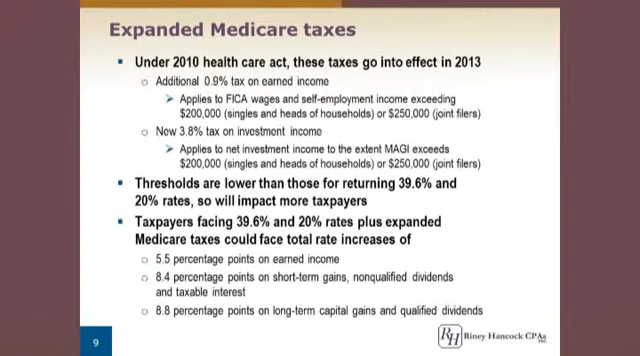 Expanded Medicare taxes
Under 2010 health care act, these taxes go into effect in 2013
Additional 0.9% tax on earned income
Applies to FICA wages and self-employment income exceeding
$200,000 (singles and heads of households) or $250,000 (joint filers)
New 3.8% tax on investment income
Applies to net investment income to the extent MAGI exceeds
$200,000 (singles and heads of households) or $250,000 (joint filers)
Thresholds are lower than those for returning 39.6% and
20% rates, so will impact more taxpayers
Taxpayers facing 39.6% and 20% rates plus expanded
Medicare taxes could face total rate increases of
5.5 percentage points on earned income
8.4 percentage points on short-term gains, nonqualified dividends
and taxable interest
8.8 percentage points on long-term capital gains and qualified dividends
9
RH Riney Hancock CPAs